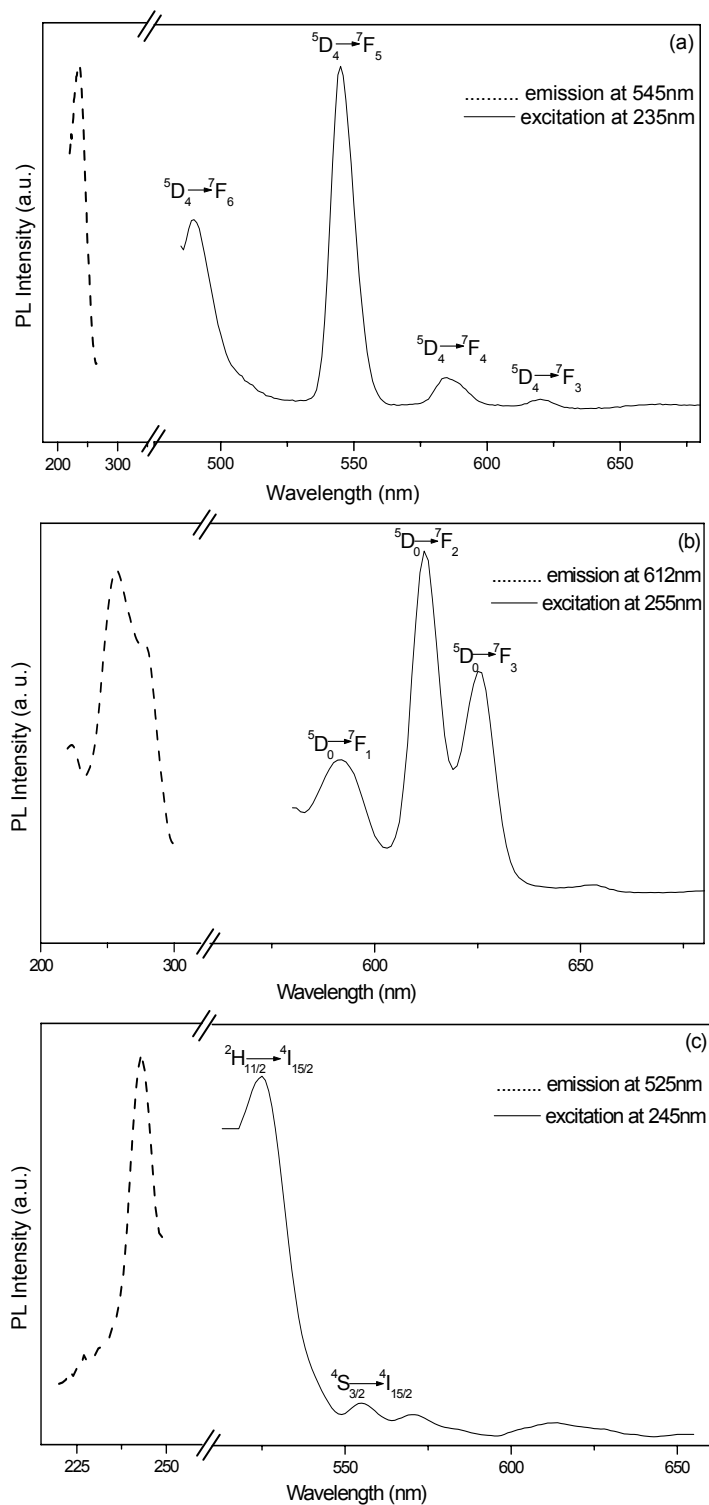 ⁵D₄→⁷F₅
(a)
.......... emission at 545nm
excitation at 235nm
⁵D₄→⁷F₆
⁵D₄→⁷F₄
⁵D₄→⁷F₃
PL Intensity (a.u.)
200 300 500 550 600 650
Wavelength (nm)
⁵D₀→⁷F₂
(b)
.......... emission at 612nm
excitation at 255nm
⁵D₀→⁷F₃
⁵D₀→⁷F₁
PL Intensity (a. u.)
200 300 600 650
Wavelength (nm)
²H₁₁/₂→⁴I₁₅/₂
(c)
.......... emission at 525nm
excitation at 245nm
⁴S₃/₂→⁴I₁₅/₂
PL Intensity (a.u.)
225 250 550 600 650
Wavelength (nm)